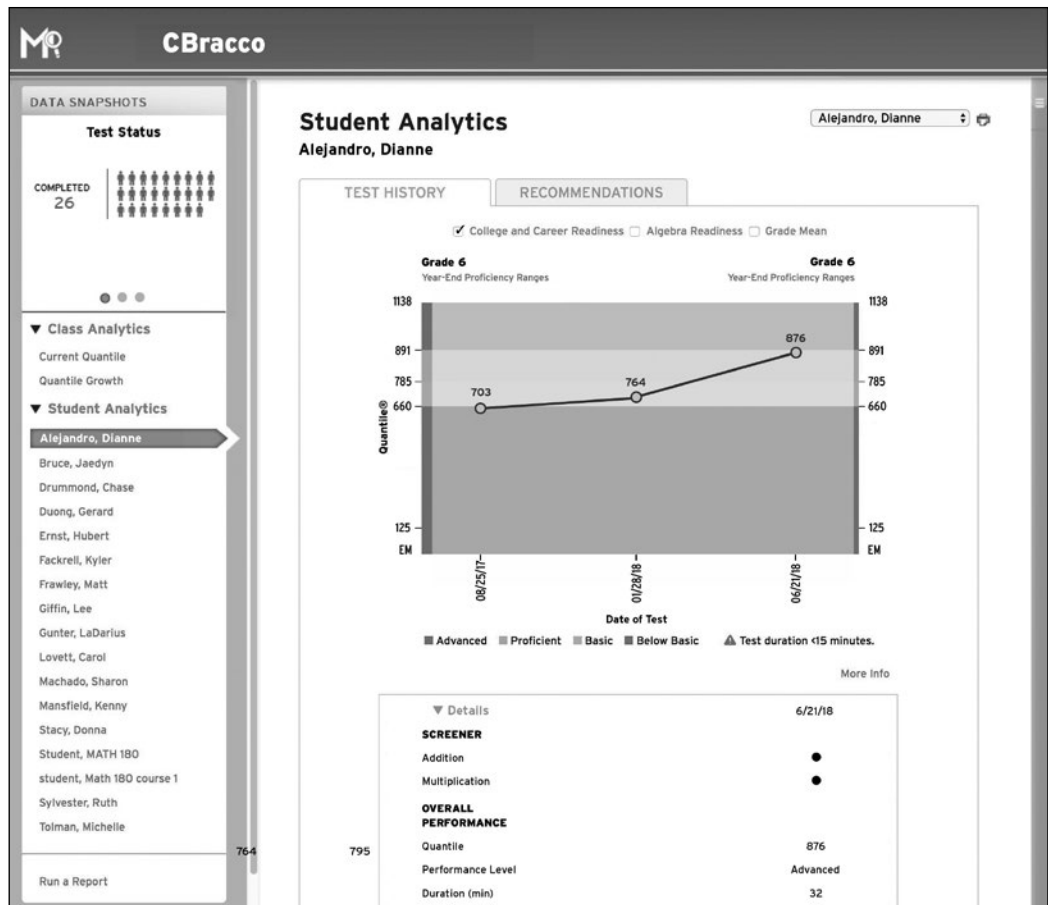 MR
CBracco
DATA SNAPSHOTS
Test Status
COMPLETED
26
▼ Class Analytics
Current Quantile
Quantile Growth
▼ Student Analytics
Alejandro, Dianne
Bruce, Jaedyn
Drummond, Chase
Duong, Gerard
Ernst, Hubert
Fackrell, Kyler
Frawley, Matt
Giffin, Lee
Gunter, LaDarius
Lovett, Carol
Machado, Sharon
Mansfield, Kenny
Stacy, Donna
Student, MATH 180
student, Math 180 course 1
Sylvester, Ruth
Tolman, Michelle
Run a Report
Student Analytics
Alejandro, Dianne
Alejandro, Dianne
TEST HISTORY RECOMMENDATIONS
College and Career Readiness Algebra Readiness Grade Mean
Grade 6 Grade 6
Year-End Proficiency Ranges Year-End Proficiency Ranges
1138 1138
876
891 891
785 785
703 764
660 660
Quantile®
125 125
EM EM
08/25/17 01/28/18 06/21/18
Date of Test
Advanced Proficient Basic Below Basic Test duration <15 minutes.
More Info
▼ Details 6/21/18
SCREENER
Addition ●
Multiplication ●
OVERALL
PERFORMANCE
764 795 Quantile 876
Performance Level Advanced
Duration (min) 32